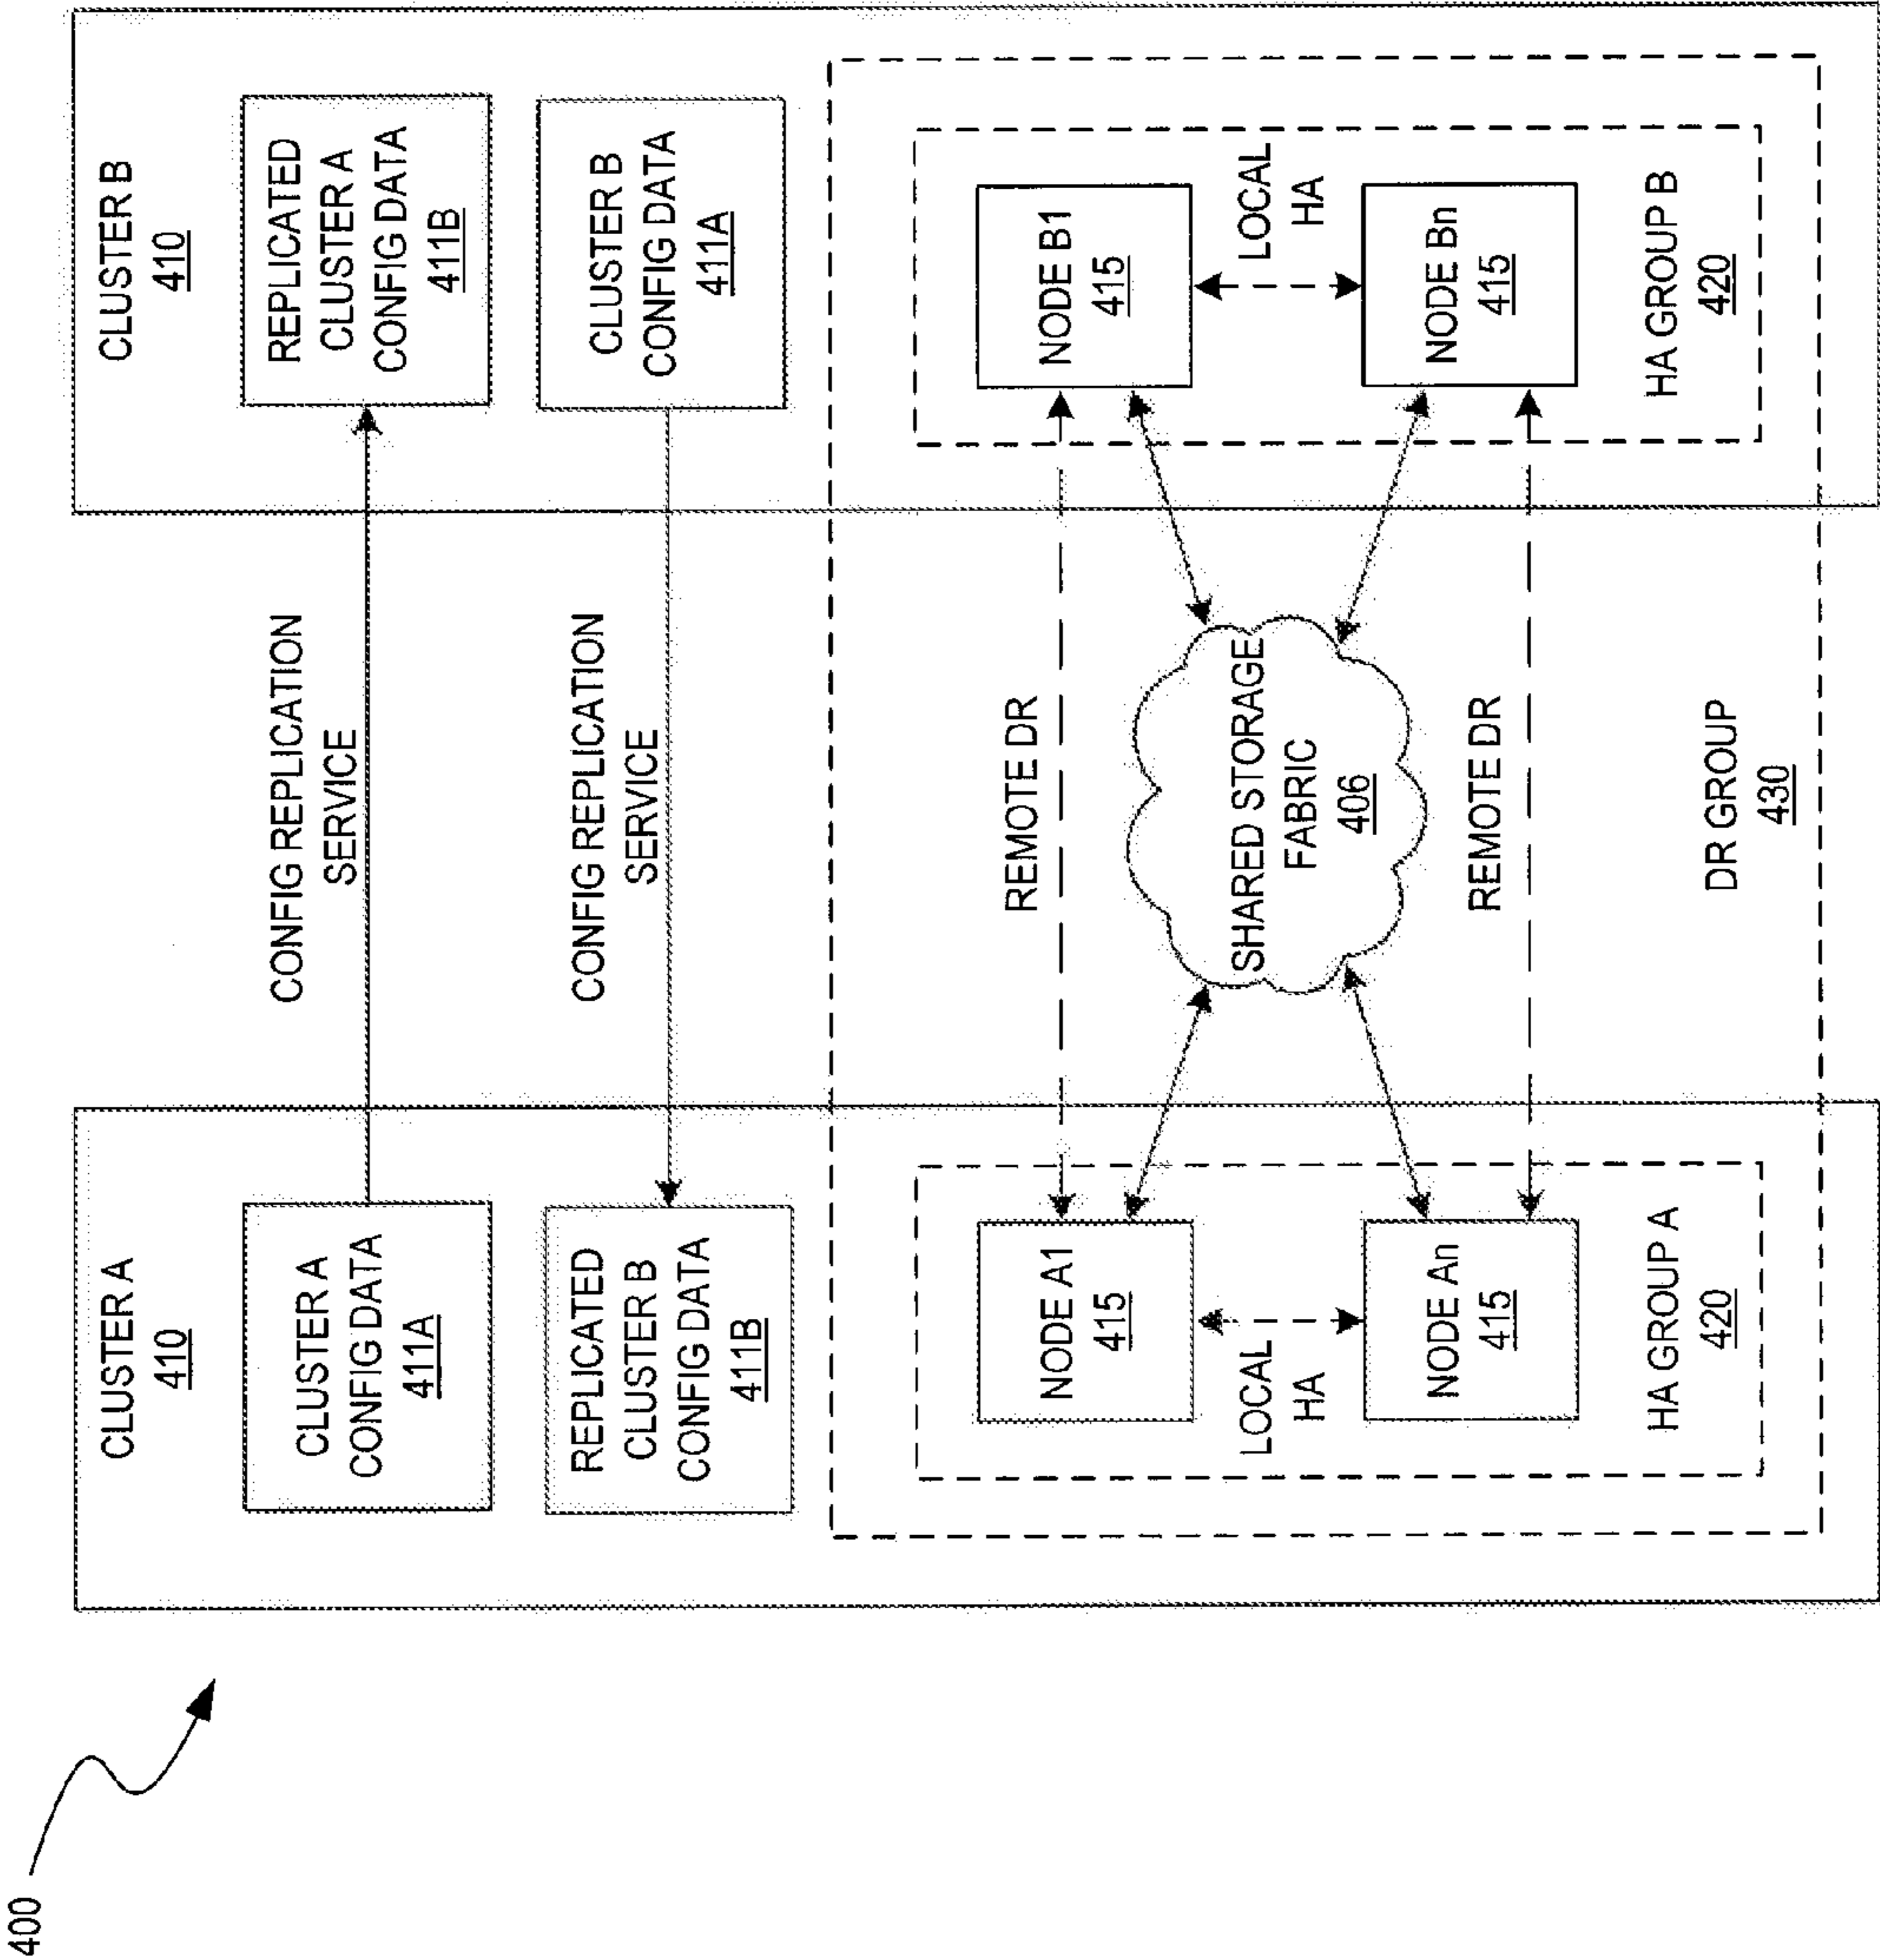 400
CLUSTER A
410
CLUSTER A
CONFIG DATA
411A
REPLICATED
CLUSTER B
CONFIG DATA
411B
CONFIG REPLICATION
SERVICE
CONFIG REPLICATION
SERVICE
CLUSTER B
410
REPLICATED
CLUSTER A
CONFIG DATA
411B
CLUSTER B
CONFIG DATA
411A
NODE A1
415
LOCAL
HA
NODE An
415
HA GROUP A
420
REMOTE DR
SHARED STORAGE
FABRIC
406
REMOTE DR
DR GROUP
430
NODE B1
415
LOCAL
HA
NODE Bn
415
HA GROUP B
420